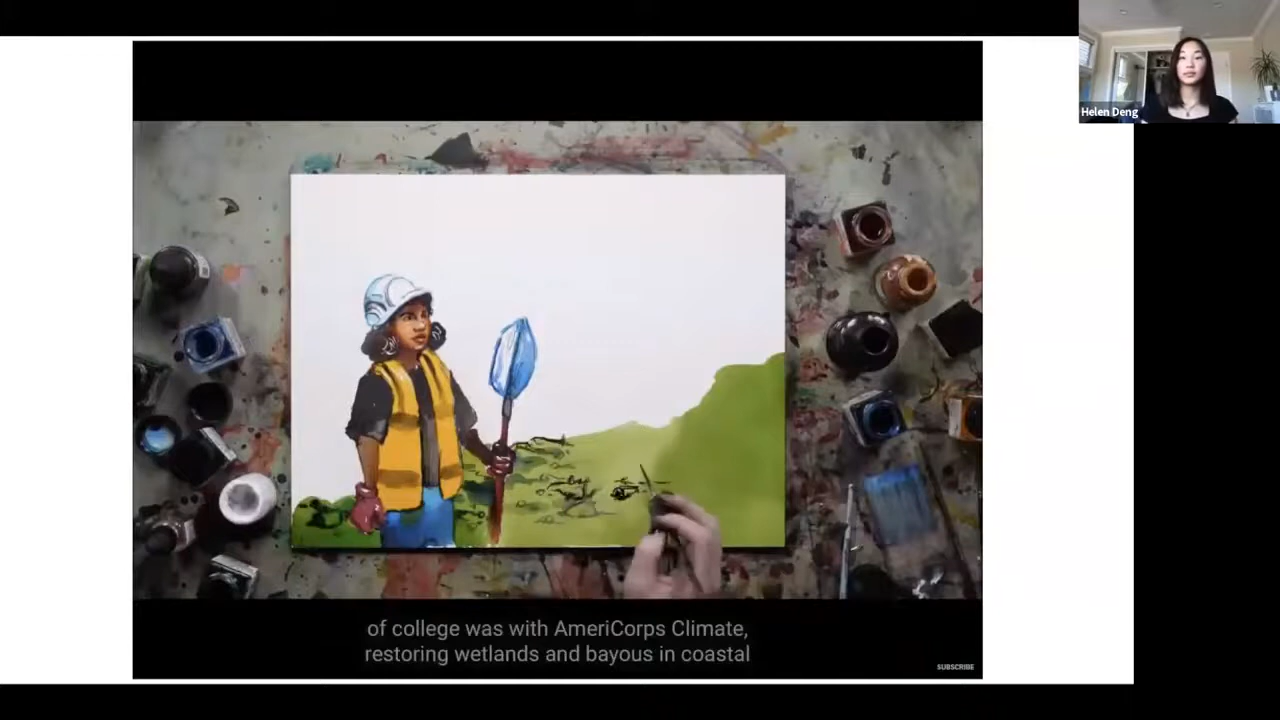 Helen Deng
of college was with AmeriCorps Climate,
restoring wetlands and bayous in coastal
SUBSCRIBE